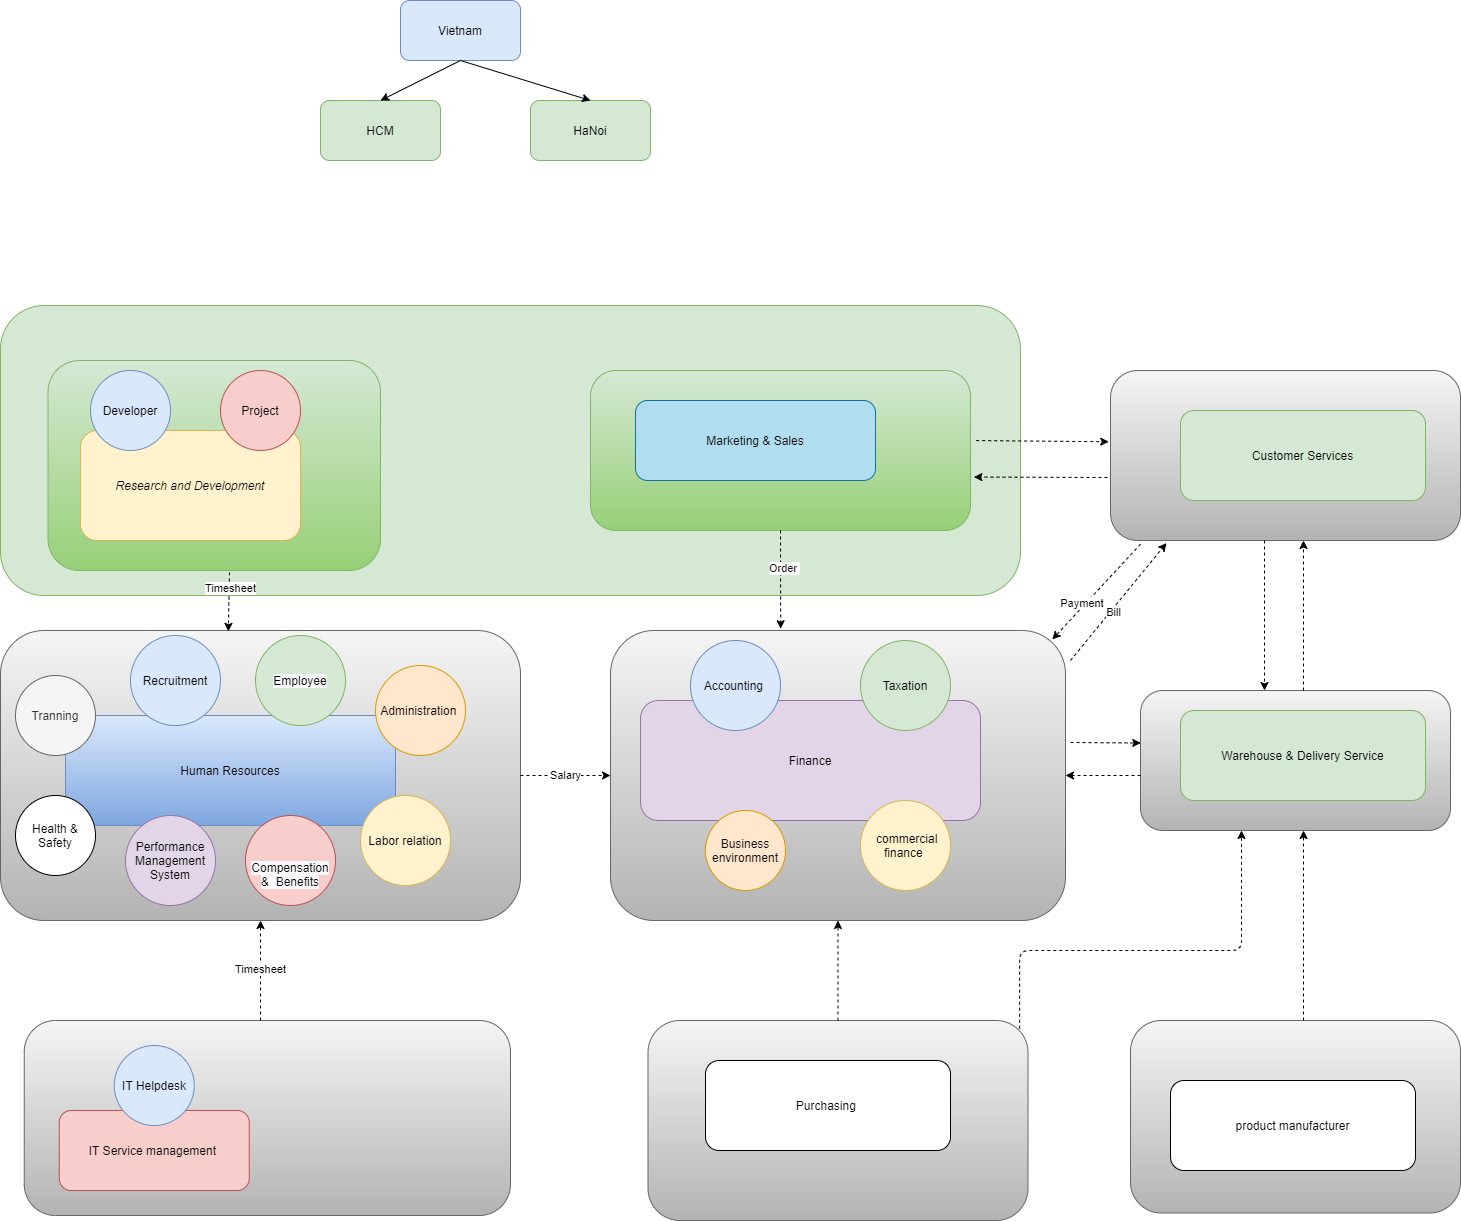 Vietnam
HCM
HaNoi
Developer
Project
Research and Development
Marketing & Sales
Customer Services
Timesheet
Order
Payment
Bill
Recruitment
Employee
Tranning
Administration
Human Resources
Health &
Safety
Performance
Management
System
Compensation
& Benefits
Labor relation
Salary
Accounting
Taxation
Finance
Business
environment
commercial
finance
Warehouse & Delivery Service
Timesheet
IT Helpdesk
IT Service management
Purchasing
product manufacturer